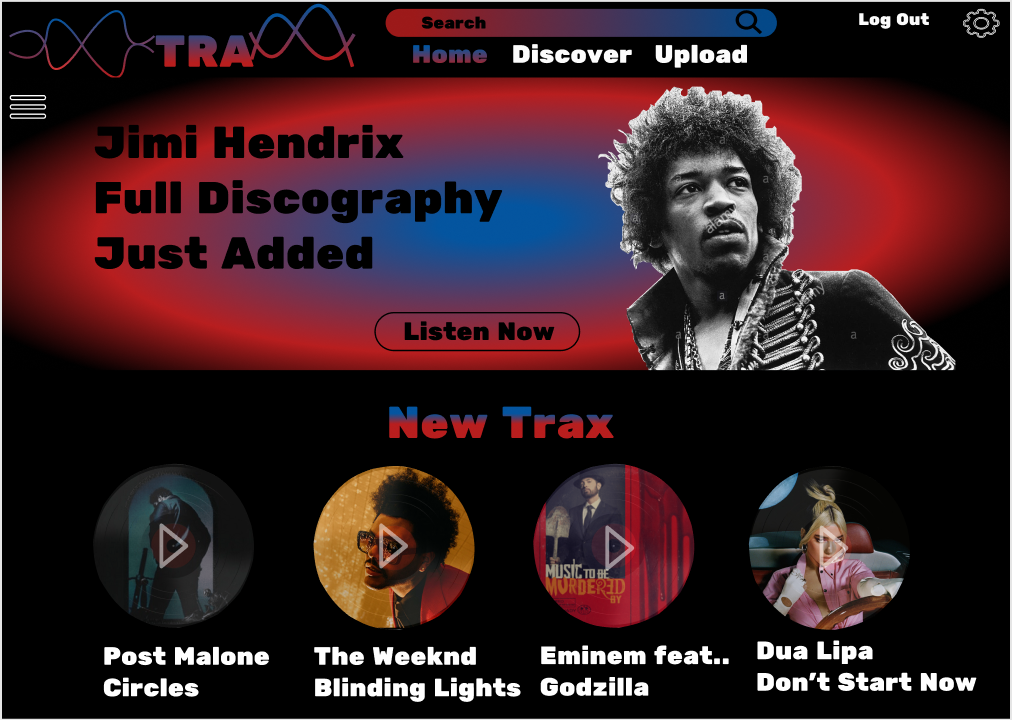 TRAX
Search
Log Out
Home Discover Upload
Jimi Hendrix
Full Discography
Just Added
Listen Now
New Trax
MUSIC TO BE
MURDERED
BY
Post Malone
Circles
The Weeknd
Blinding Lights
Eminem feat..
Godzilla
Dua Lipa
Don't Start Now